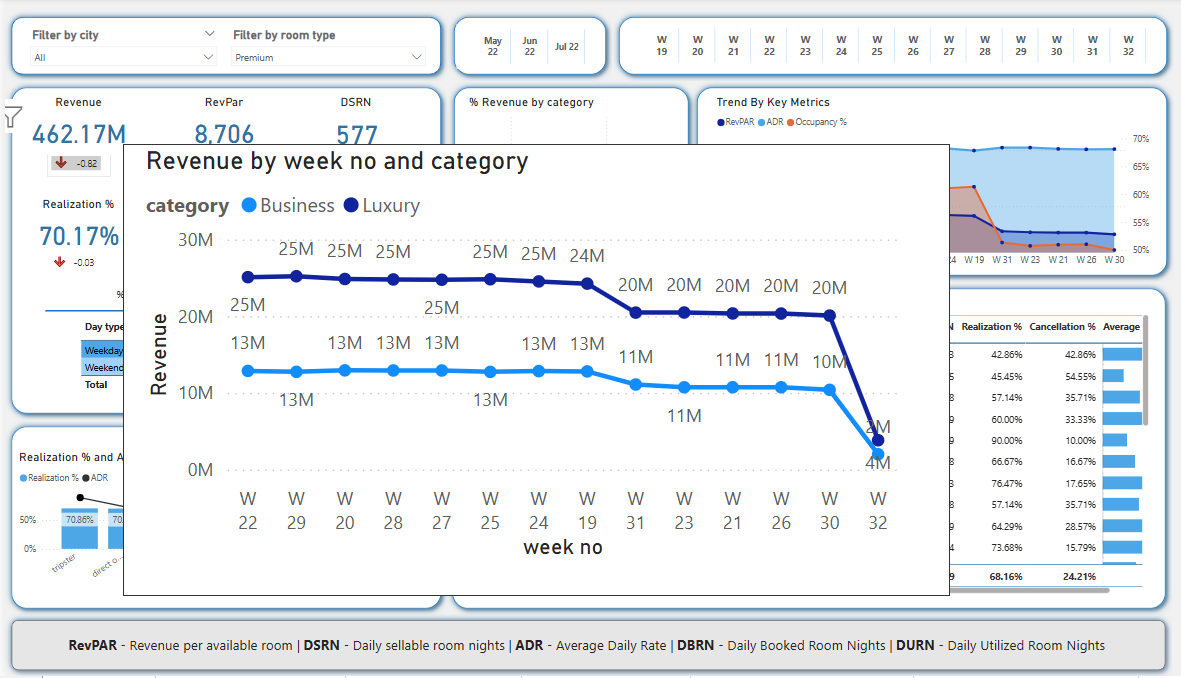 Filter by city
All
Filter by room type
Premium
May 22
Jun 22
Jul 22
W 19
W 20
W 21
W 22
W 23
W 24
W 25
W 26
W 27
W 28
W 29
W 30
W 31
W 32
Revenue
RevPar
DSRN
462.17M
8,706
577
-0.82
Realization %
70.17%
-0.03
%
Day type
Weekday
Weekend
Total
% Revenue by category
Trend By Key Metrics
RevPAR ADR Occupancy %
70%
65%
60%
55%
50%
24 W 19 W 31 W 23 W 21 W 26 W 30
Revenue by week no and category
category Business Luxury
30M
20M
10M
0M
Revenue
25M 25M 25M 25M 25M 24M
25M 25M
20M 20M 20M 20M 20M
13M 13M 13M 13M 13M 13M
13M 13M
11M 11M 11M 10M
11M
2M
4M
W 22
W 29
W 20
W 28
W 27
W 25
W 24
W 19
W 31
W 23
W 21
W 26
W 30
W 32
week no
N Realization % Cancellation % Average
3 42.86% 42.86%
5 45.45% 54.55%
8 57.14% 35.71%
9 60.00% 33.33%
9 90.00% 10.00%
8 66.67% 16.67%
3 76.47% 17.65%
8 57.14% 35.71%
9 64.29% 28.57%
4 73.68% 15.79%
9 68.16% 24.21%
Realization % and A
Realization % ADR
50%
0%
70.86%
70.
tripster
direct o...
RevPAR - Revenue per available room | DSRN - Daily sellable room nights | ADR - Average Daily Rate | DBRN - Daily Booked Room Nights | DURN - Daily Utilized Room Nights